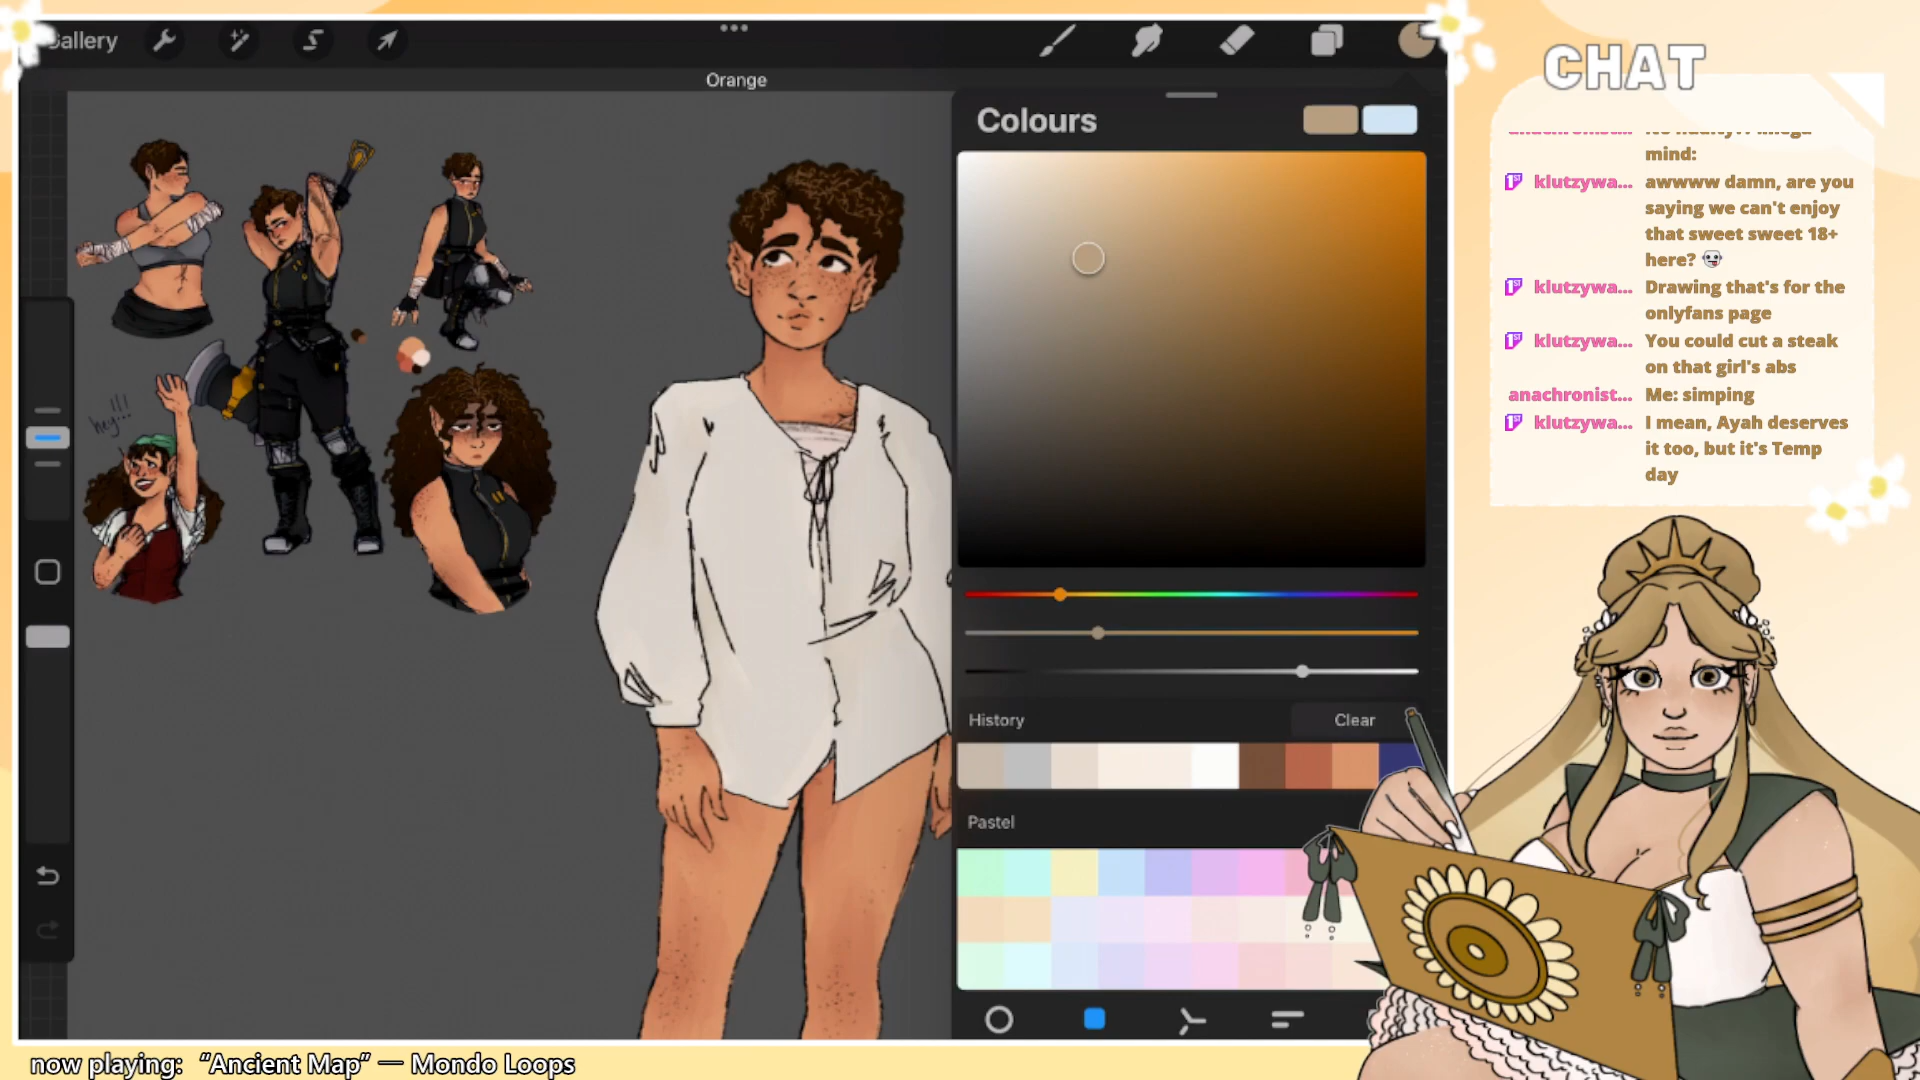 Gallery
Orange
Colours
History
Clear
Pastel
hey!!!
CHAT
mind:
klutzywa... awwww damn, are you
saying we can't enjoy
that sweet sweet 18+
here? 👻
klutzywa... Drawing that's for the
onlyfans page
klutzywa... You could cut a steak
on that girl's abs
anachronist... Me: simping
klutzywa... I mean, Ayah deserves
it too, but it's Temp
day
now playing: “Ancient Map” — Mondo Loops